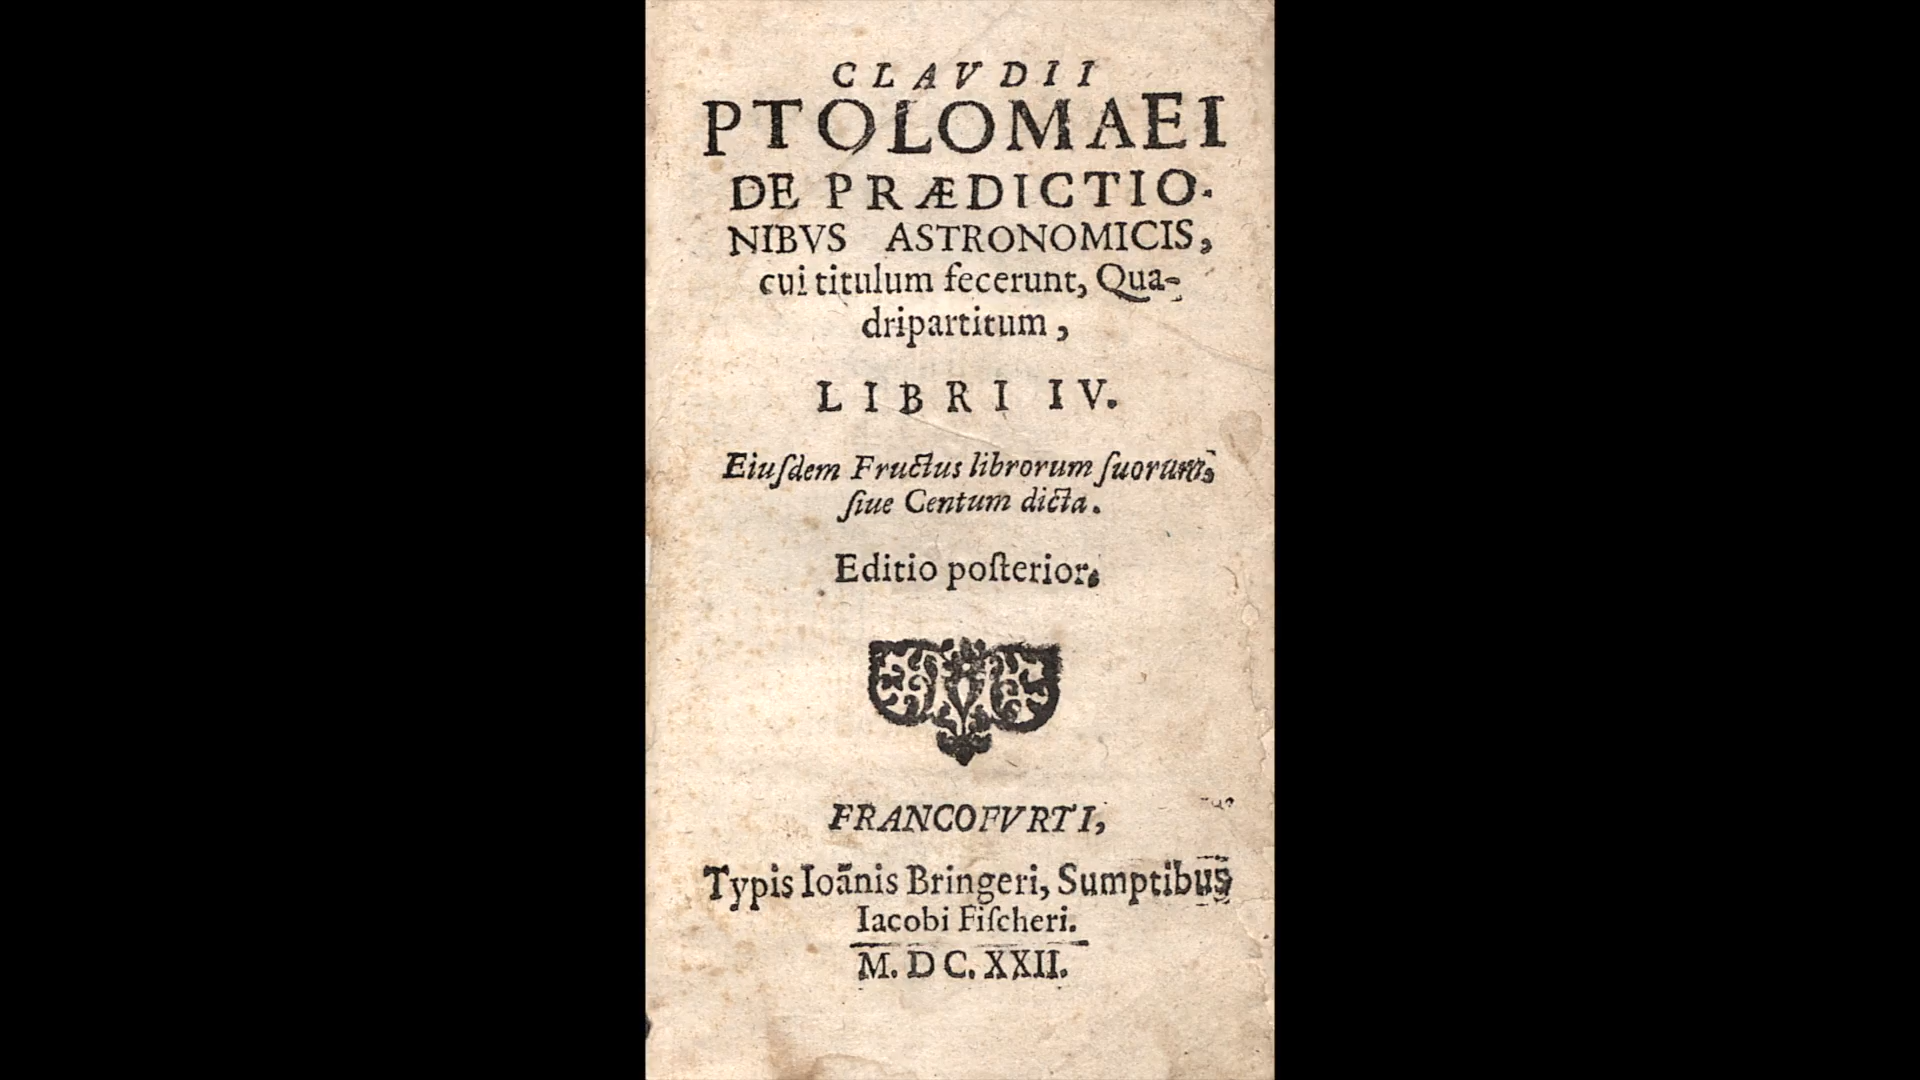 CLAVDII
PTOLOMAEI
DE PRÆDICTIO-
NIBVS ASTRONOMICIS,
cui titulum fecerunt, Qua-
dripartitum,
LIBRI IV.
Eiuſdem Fructus librorum ſuorum,
ſiue Centum dicta.
Editio poſterior.
FRANCOFVRTI,
Typis Ioãnis Bringeri, Sumptibus
Iacobi Fiſcheri.
M. DC. XXII.